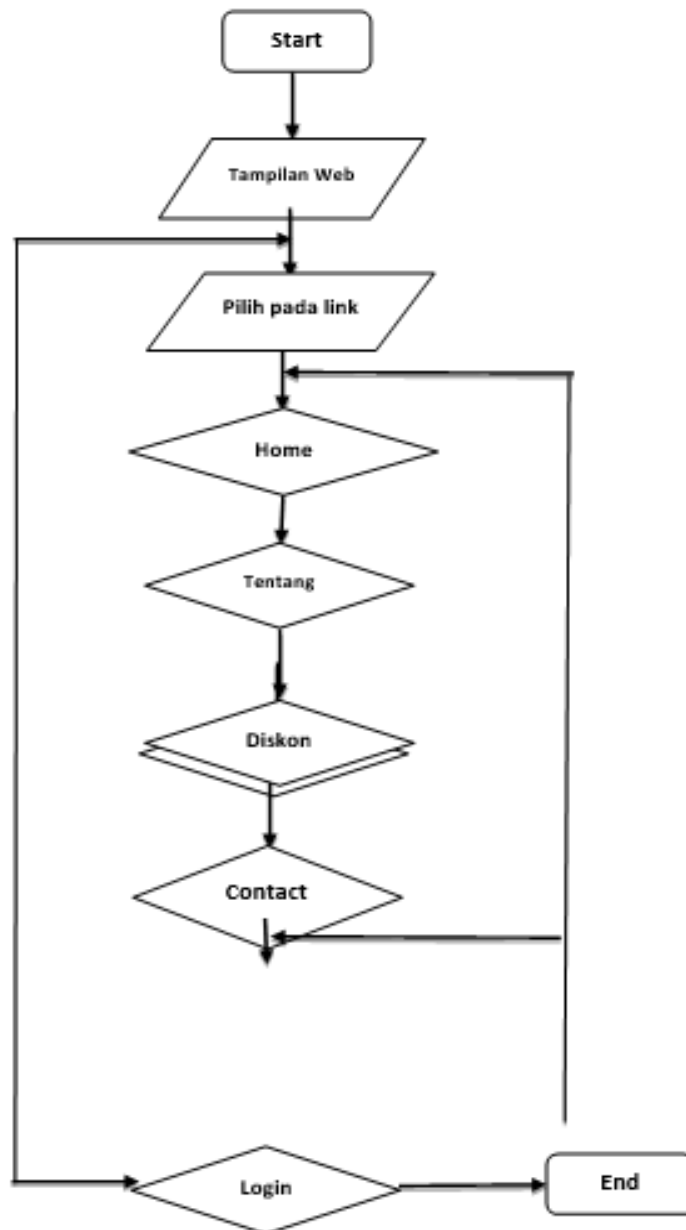 Start
Tampilan Web
Pilih pada link
Home
Tentang
Diskon
Contact
Login
End